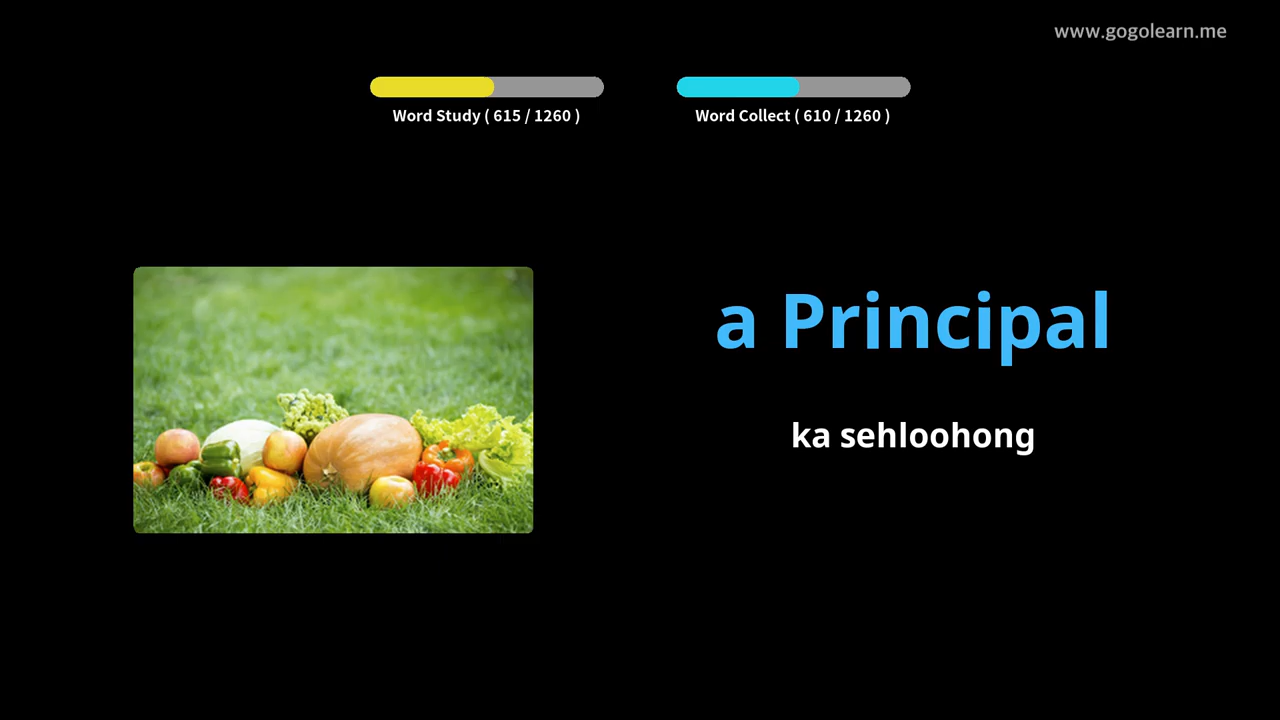 www.gogolearn.me
Word Study ( 615 / 1260 )
Word Collect ( 610 / 1260 )
a Principal
ka sehloohong